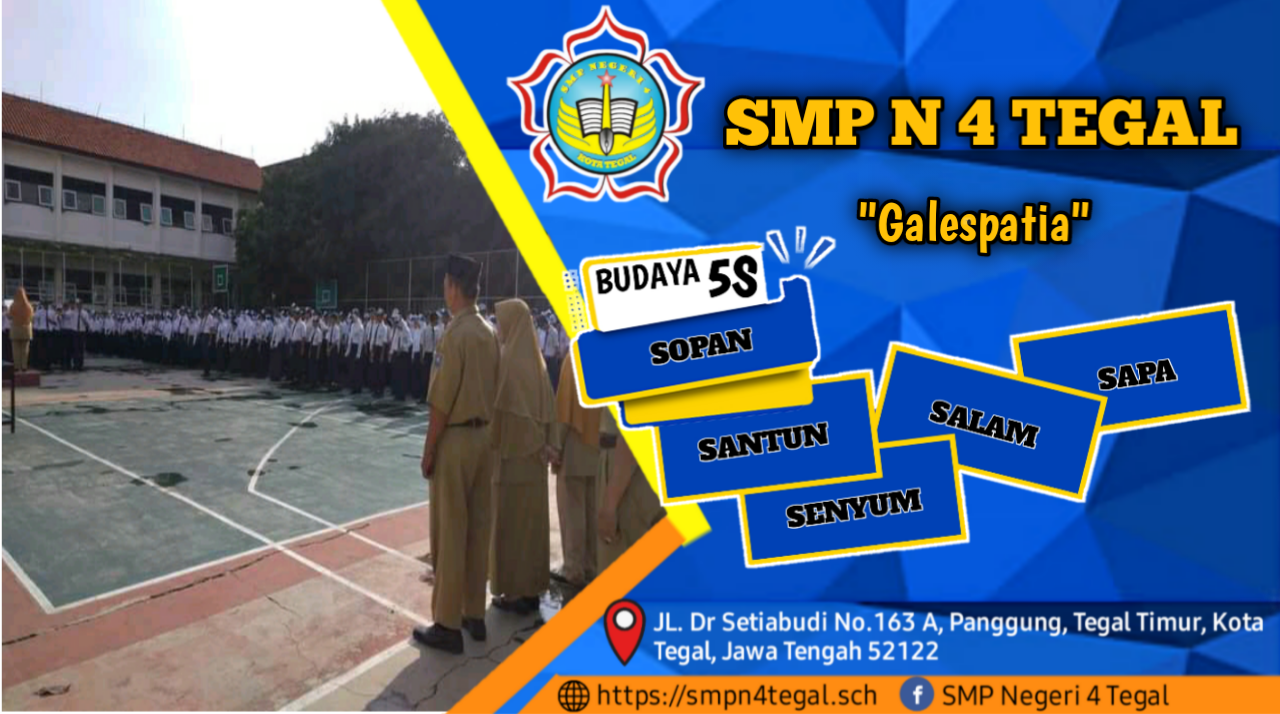 SMP NEGERI 4
KOTA TEGAL
SMP N 4 TEGAL
"Galespatia"
BUDAYA 5S
SOPAN
SANTUN
SENYUM
SALAM
SAPA
JL. Dr Setiabudi No.163 A, Panggung, Tegal Timur, Kota
Tegal, Jawa Tengah 52122
https://smpn4tegal.sch
SMP Negeri 4 Tegal